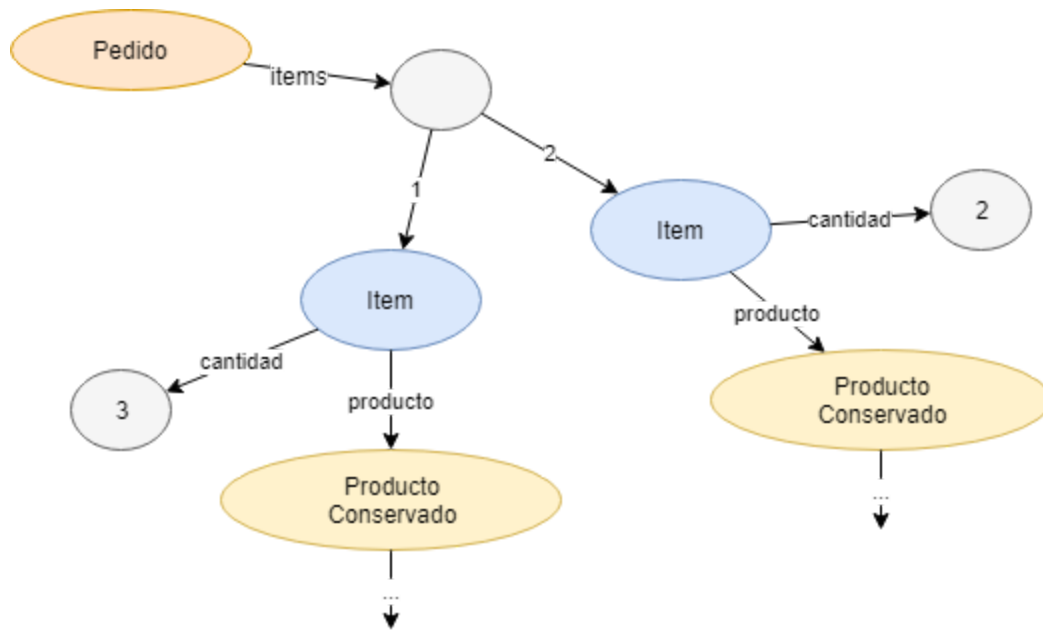 Pedido
items
1
2
Item
cantidad
2
producto
Producto
Conservado
...
Item
cantidad
3
producto
Producto
Conservado
...